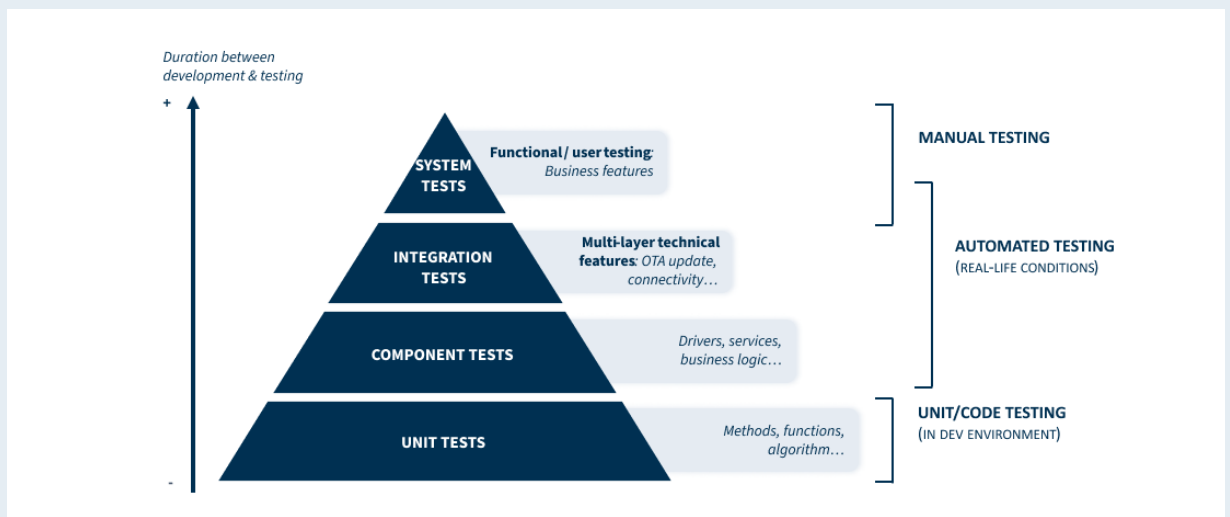 Duration between
development & testing
+
SYSTEM
TESTS
Functional / user testing:
Business features
MANUAL TESTING
INTEGRATION
TESTS
Multi-layer technical
features: OTA update,
connectivity...
AUTOMATED TESTING
(REAL-LIFE CONDITIONS)
COMPONENT TESTS
Drivers, services,
business logic...
UNIT TESTS
Methods, functions,
algorithm...
UNIT/CODE TESTING
(IN DEV ENVIRONMENT)
-